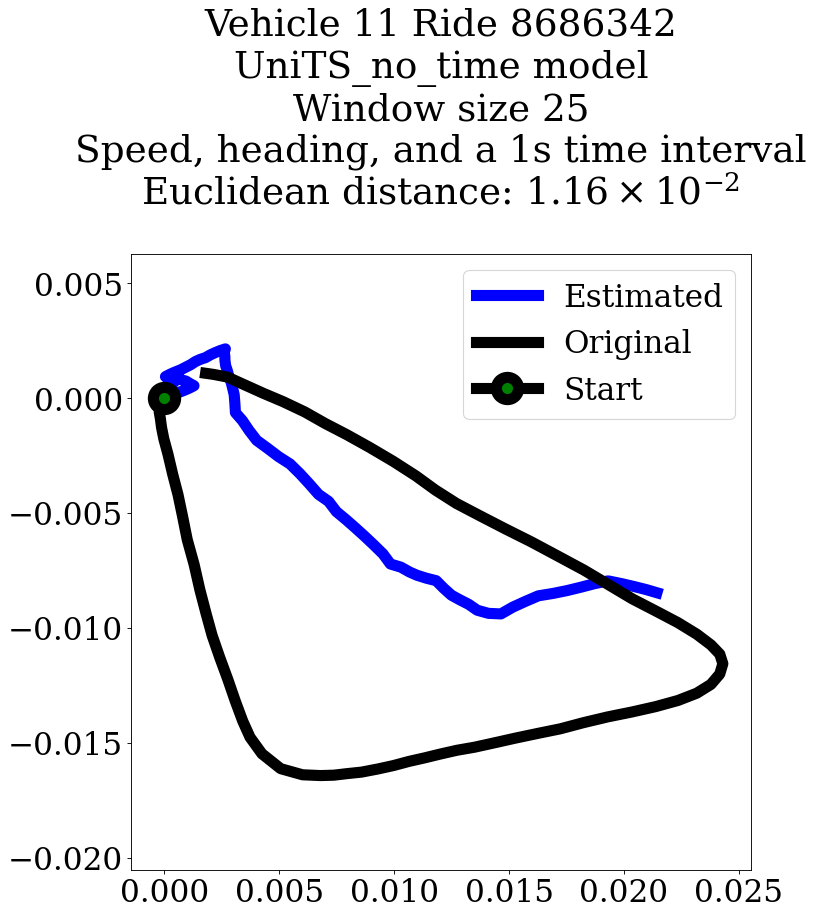 Vehicle 11 Ride 8686342
UniTS_no_time model
Window size 25
Speed, heading, and a 1s time interval
Euclidean distance: 1.16 × 10⁻²
Estimated
Original
Start
0.005
0.000
−0.005
−0.010
−0.015
−0.020
0.000 0.005 0.010 0.015 0.020 0.025